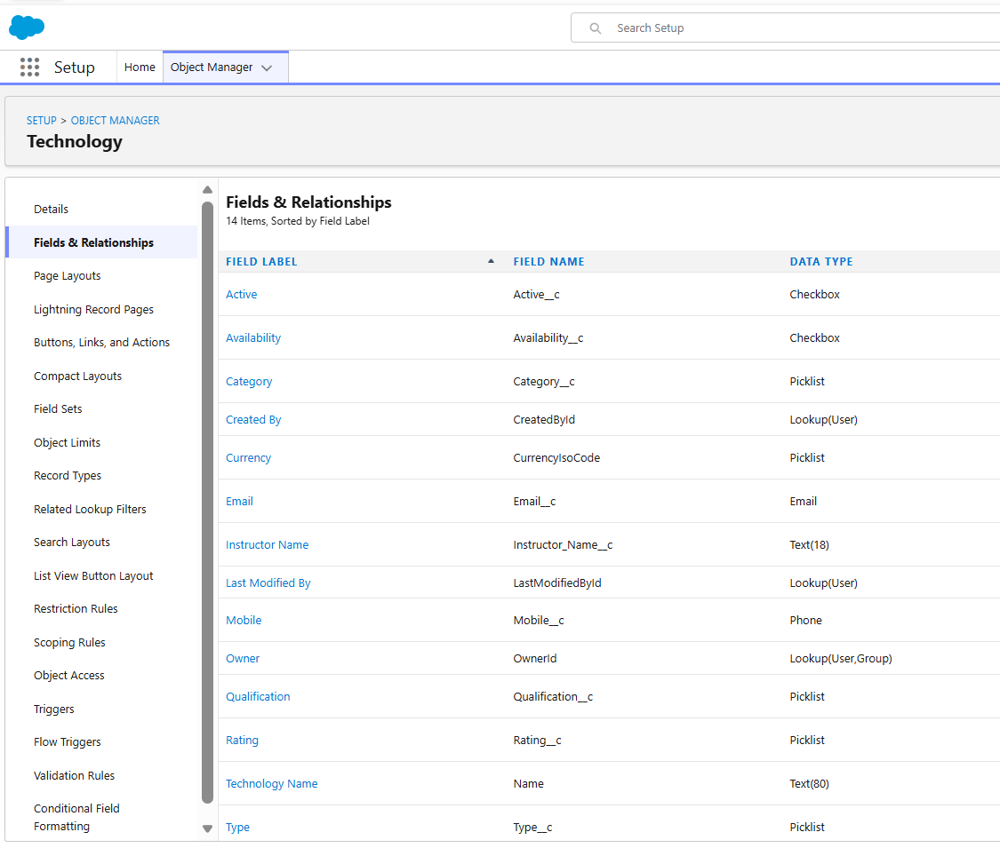 Search Setup
Setup Home Object Manager
SETUP > OBJECT MANAGER
Technology
Details
Fields & Relationships
Page Layouts
Lightning Record Pages
Buttons, Links, and Actions
Compact Layouts
Field Sets
Object Limits
Record Types
Related Lookup Filters
Search Layouts
List View Button Layout
Restriction Rules
Scoping Rules
Object Access
Triggers
Flow Triggers
Validation Rules
Conditional Field
Formatting
Fields & Relationships
14 Items, Sorted by Field Label
FIELD LABEL FIELD NAME DATA TYPE
Active Active__c Checkbox
Availability Availability__c Checkbox
Category Category__c Picklist
Created By CreatedById Lookup(User)
Currency CurrencyIsoCode Picklist
Email Email__c Email
Instructor Name Instructor_Name__c Text(18)
Last Modified By LastModifiedById Lookup(User)
Mobile Mobile__c Phone
Owner OwnerId Lookup(User,Group)
Qualification Qualification__c Picklist
Rating Rating__c Picklist
Technology Name Name Text(80)
Type Type__c Picklist